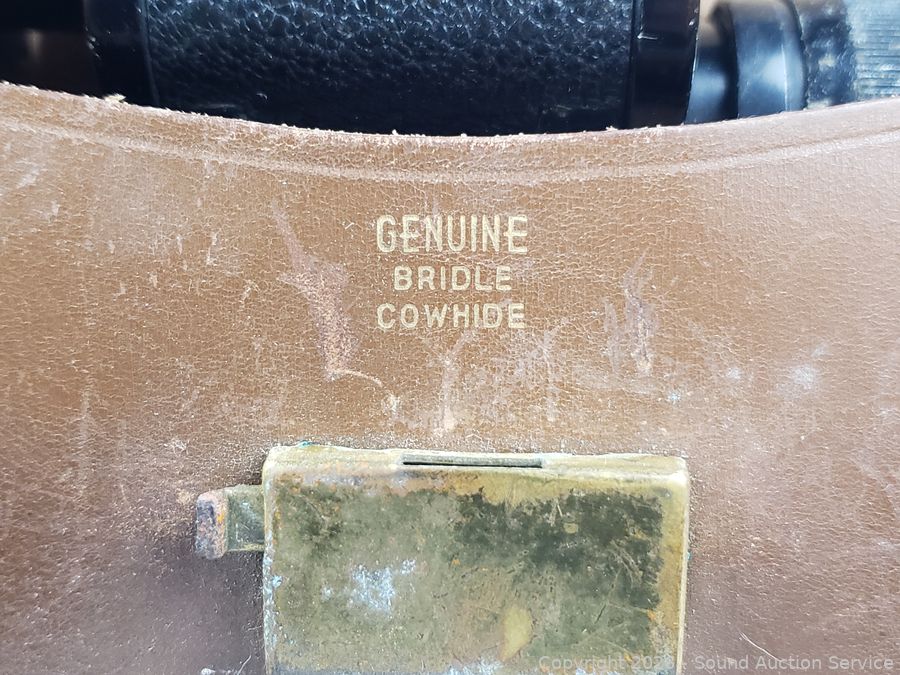 GENUINE
BRIDLE
COWHIDE
Sound Auction Service